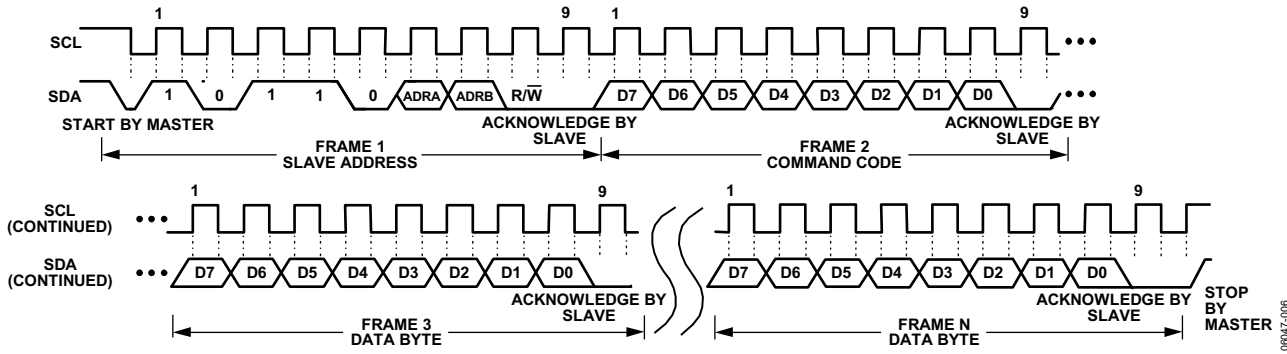 1 9 1 9
SCL
SDA 1 0 1 1 0 ADRA ADRB R/W̅ D7 D6 D5 D4 D3 D2 D1 D0
START BY MASTER
ACKNOWLEDGE BY
SLAVE
ACKNOWLEDGE BY
SLAVE
FRAME 1
SLAVE ADDRESS
FRAME 2
COMMAND CODE
1 9 1 9
SCL
(CONTINUED)
SDA
(CONTINUED)
D7 D6 D5 D4 D3 D2 D1 D0 D7 D6 D5 D4 D3 D2 D1 D0
ACKNOWLEDGE BY
SLAVE
ACKNOWLEDGE BY
SLAVE
STOP
BY
MASTER
FRAME 3
DATA BYTE
FRAME N
DATA BYTE
08047-006